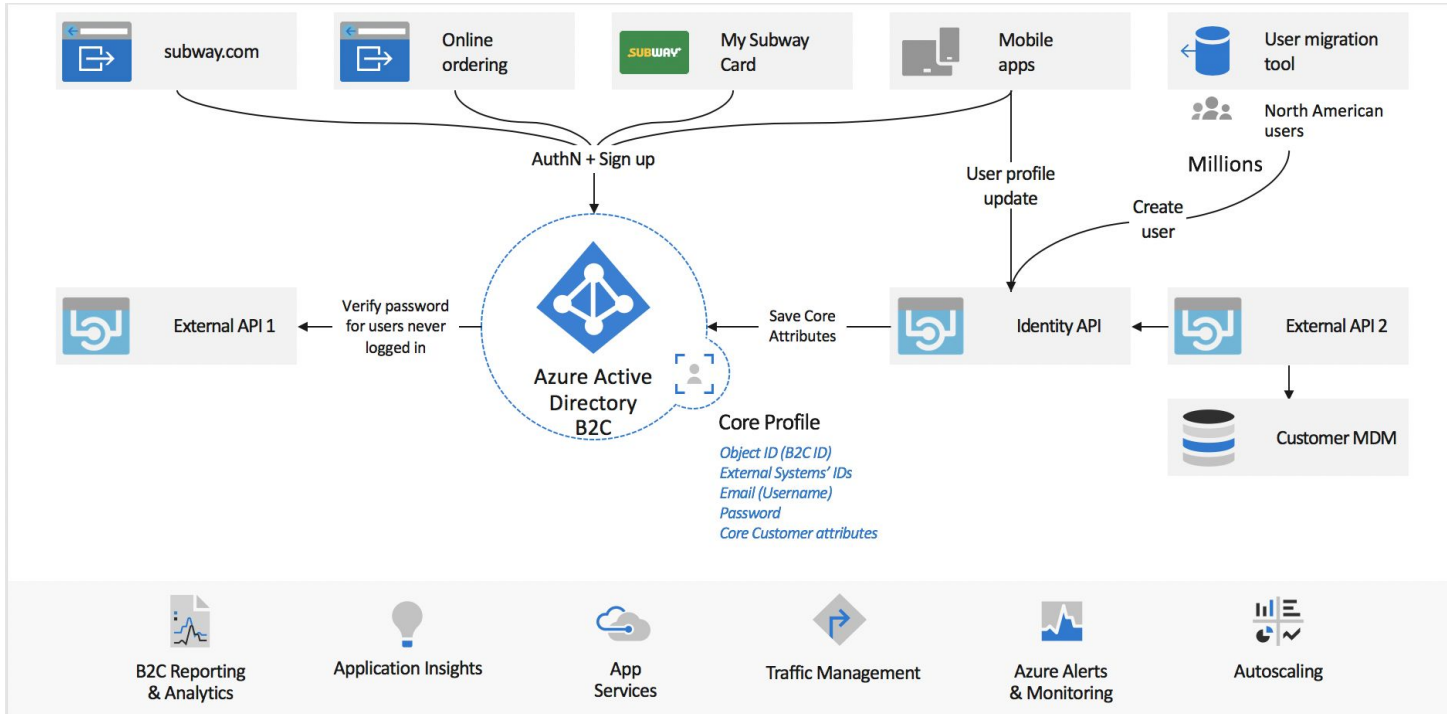 subway.com
Online
ordering
SUBWAY
My Subway
Card
Mobile
apps
User migration
tool
North American
users
Millions
AuthN + Sign up
User profile
update
Create
user
External API 1
Verify password
for users never
logged in
Azure Active
Directory
B2C
Save Core
Attributes
Identity API
External API 2
Customer MDM
Core Profile
Object ID (B2C ID)
External Systems' IDs
Email (Username)
Password
Core Customer attributes
B2C Reporting
& Analytics
Application Insights
App
Services
Traffic Management
Azure Alerts
& Monitoring
Autoscaling